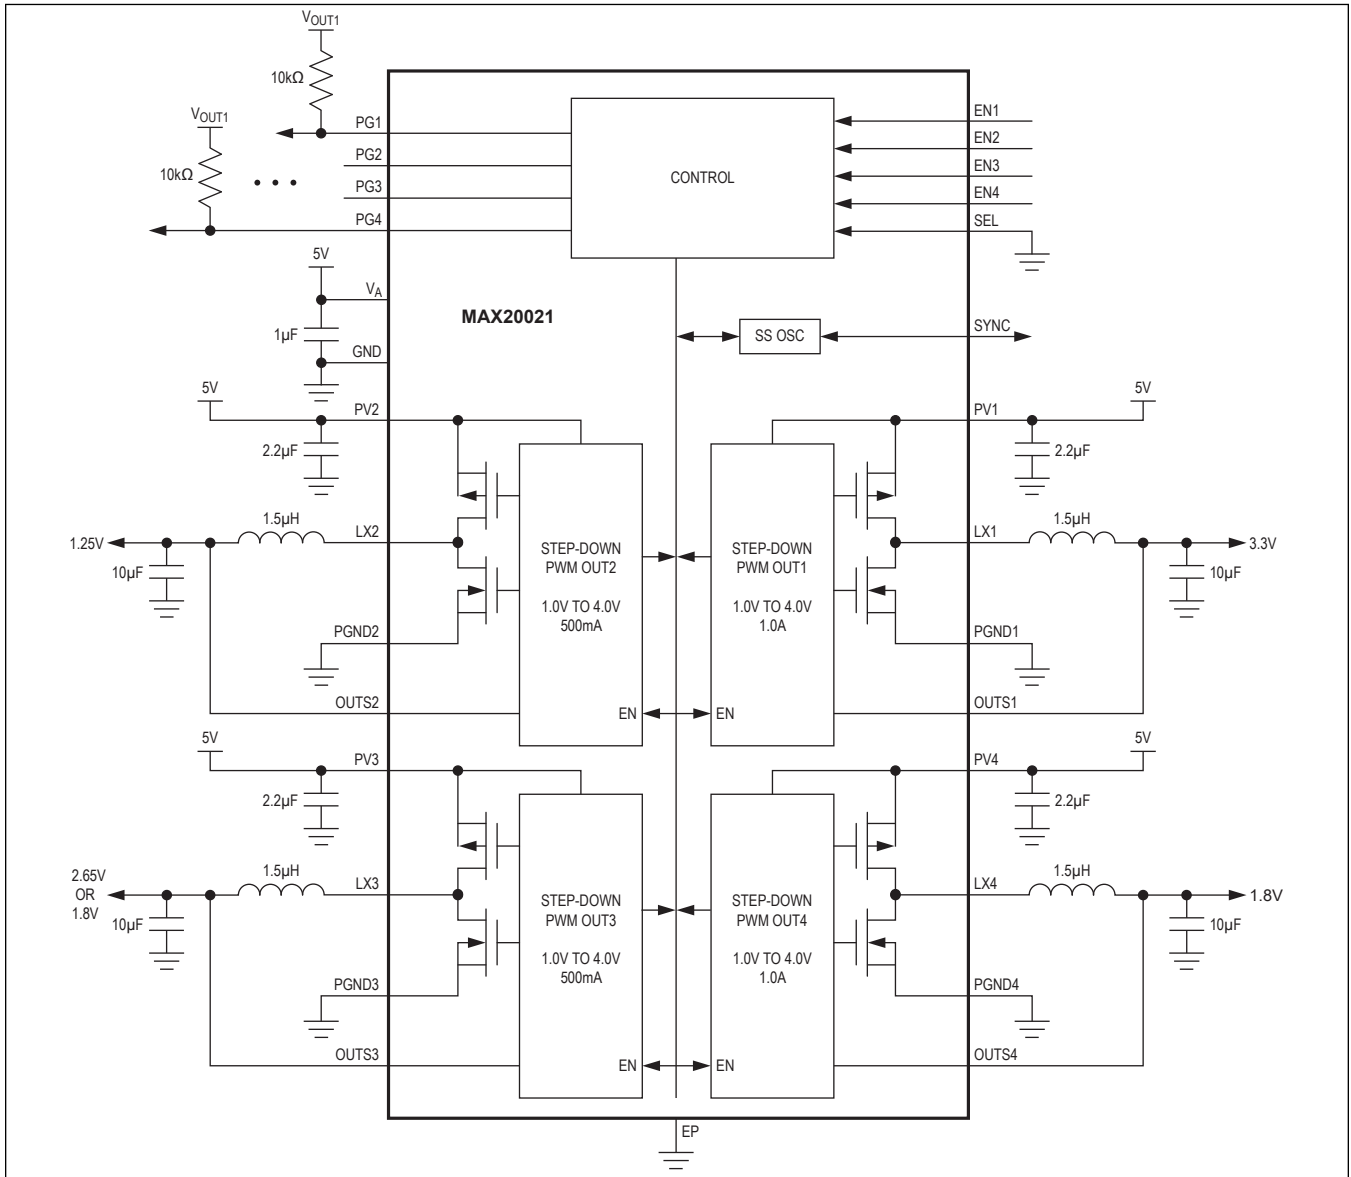 VOUT1
10kΩ
VOUT1
10kΩ
• • •
PG1
PG2
PG3
PG4
CONTROL
EN1
EN2
EN3
EN4
SEL
5V
VA
1µF
GND
MAX20021
SS OSC
SYNC
5V
PV2
2.2µF
1.5µH
LX2
1.25V
10µF
PGND2
OUTS2
STEP-DOWN
PWM OUT2
1.0V TO 4.0V
500mA
EN
STEP-DOWN
PWM OUT1
1.0V TO 4.0V
1.0A
EN
PV1
5V
2.2µF
LX1
1.5µH
3.3V
10µF
PGND1
OUTS1
5V
PV3
2.2µF
1.5µH
LX3
2.65V
OR
1.8V
10µF
PGND3
OUTS3
STEP-DOWN
PWM OUT3
1.0V TO 4.0V
500mA
EN
STEP-DOWN
PWM OUT4
1.0V TO 4.0V
1.0A
EN
PV4
5V
2.2µF
LX4
1.5µH
1.8V
10µF
PGND4
OUTS4
EP